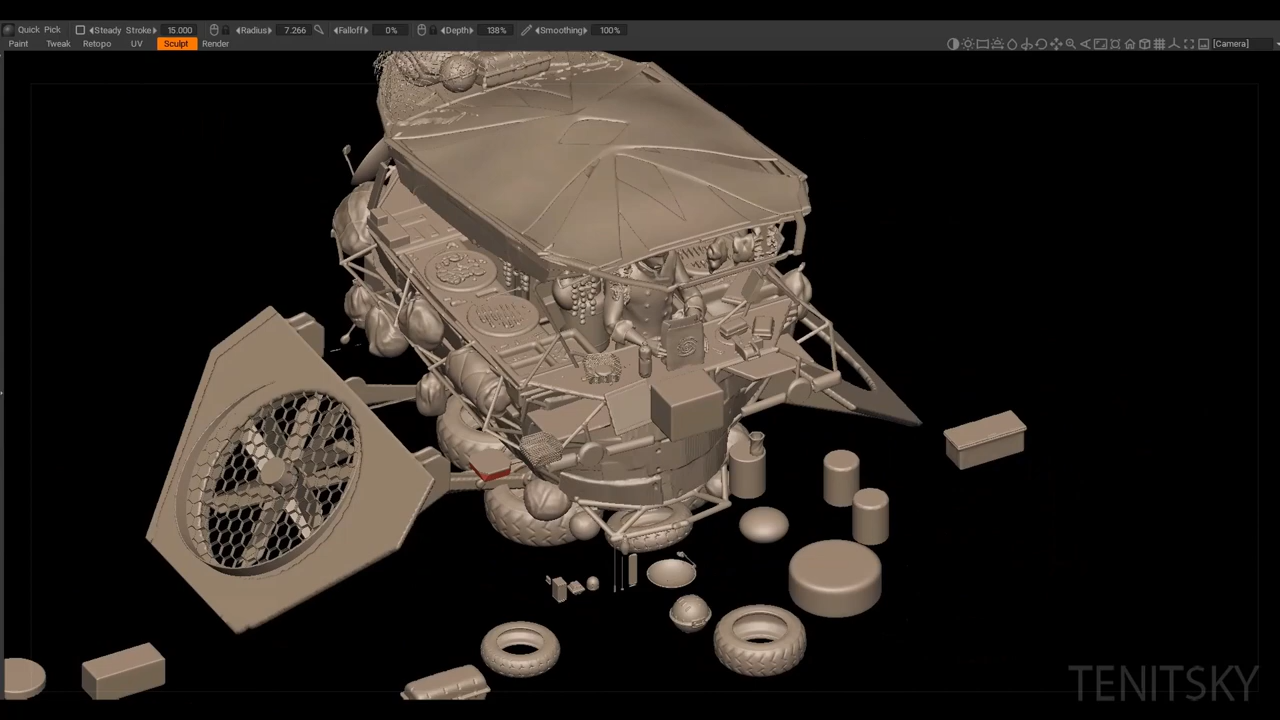 Quick Pick Steady Stroke 15.000 Radius 7.266 Falloff 0% Depth 138% Smoothing 100%
Paint Tweak Retopo UV Sculpt Render [Camera]
TENITSKY